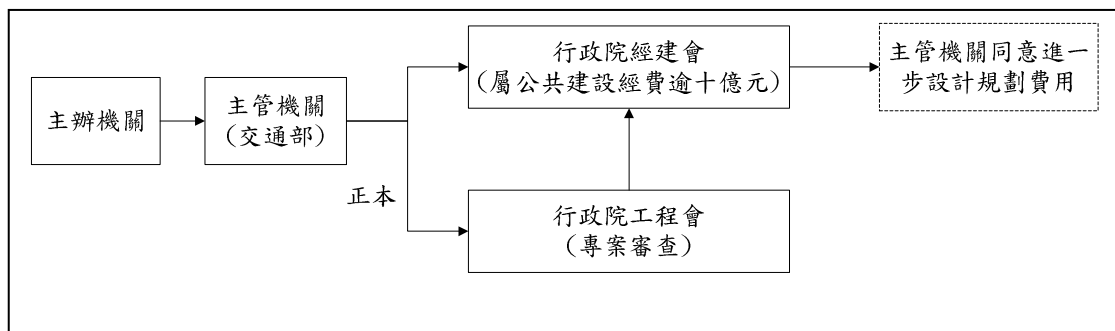 主辦機關
主管機關
(交通部)
正本
行政院經建會
(屬公共建設經費逾十億元)
行政院工程會
(專案審查)
主管機關同意進一
步設計規劃費用